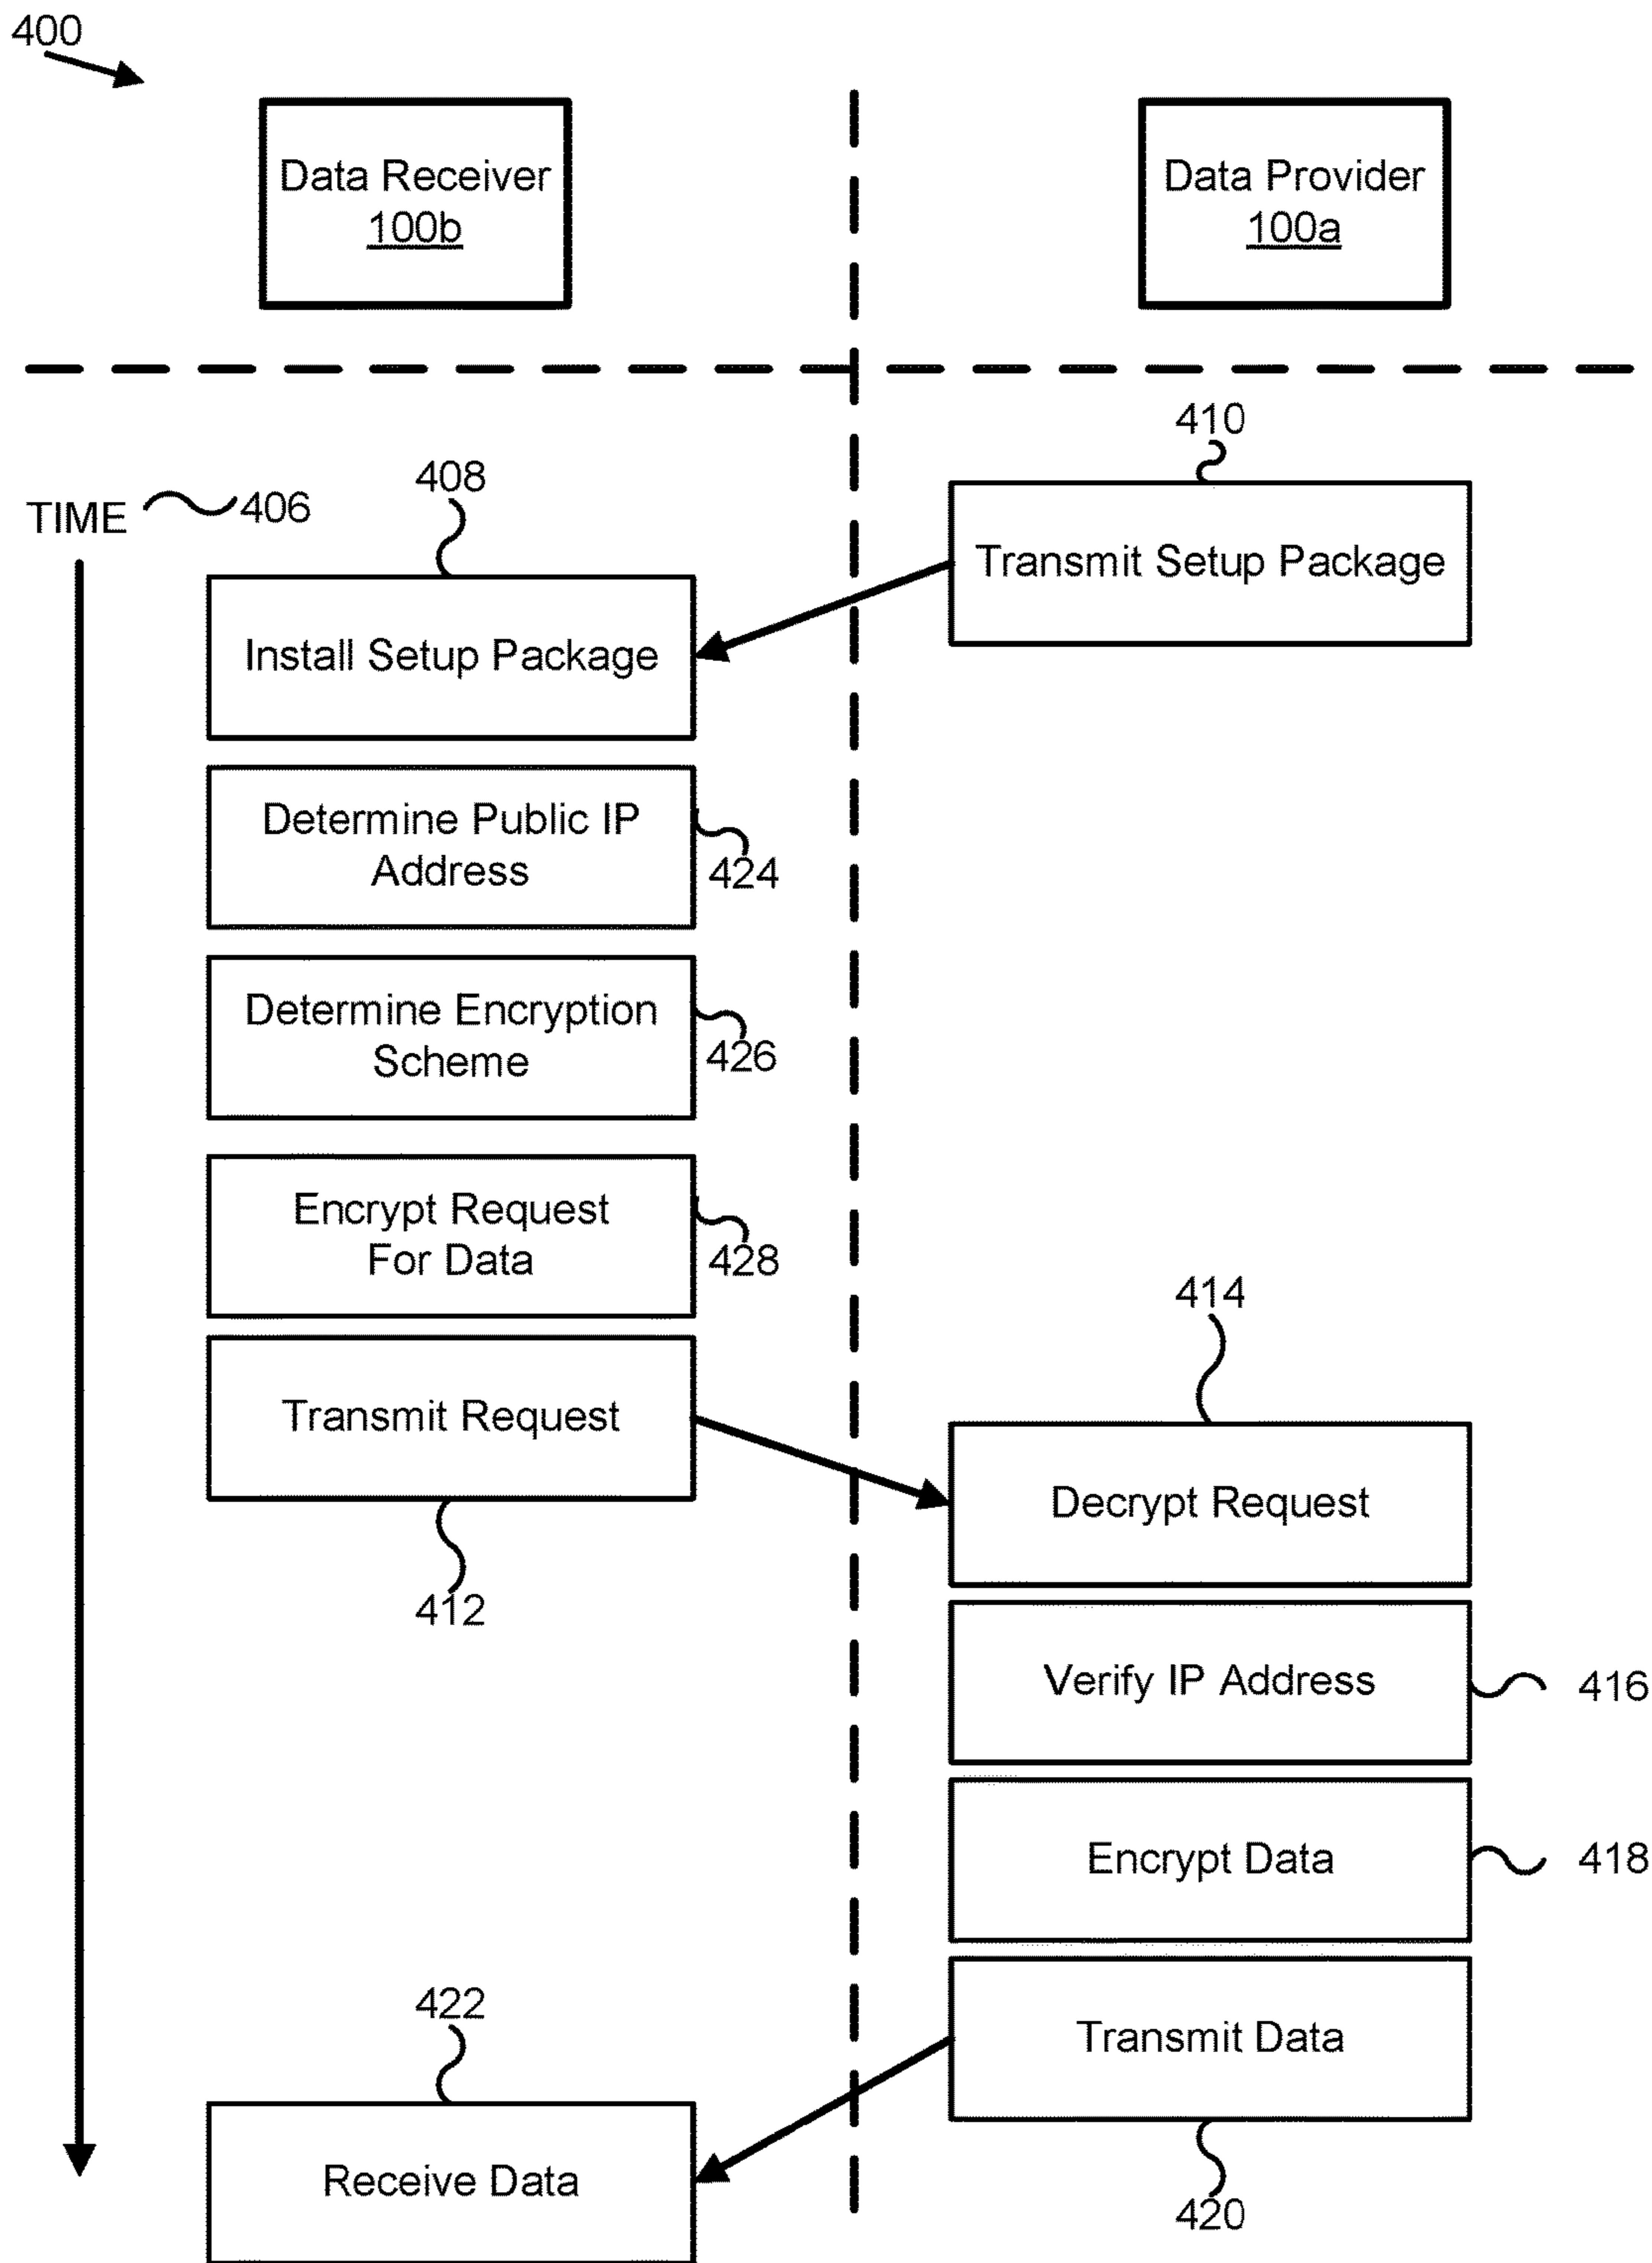 400
Data Receiver
100b
Data Provider
100a
410
TIME
406
408
Transmit Setup Package
Install Setup Package
Determine Public IP
Address
424
Determine Encryption
Scheme
426
Encrypt Request
For Data
428
414
Transmit Request
Decrypt Request
412
Verify IP Address
416
Encrypt Data
418
422
Transmit Data
Receive Data
420